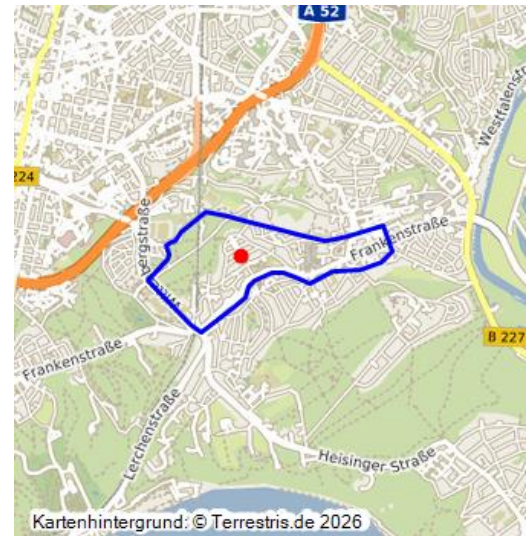 A 52
Westfalenstr
224
bergstraße
Frankenstraße
B 227
Frankenstraße
Lerchenstraße
Heisinger Straße
Kartenhintergrund: © Terrestris.de 2026